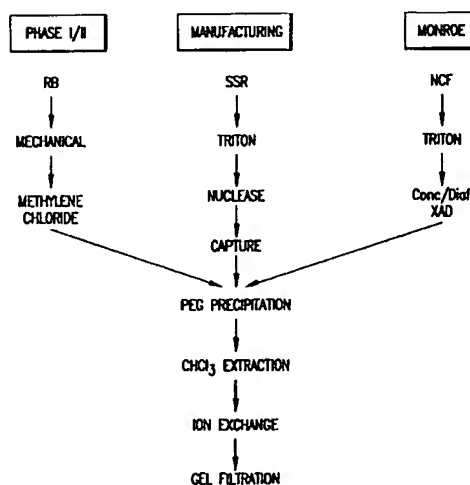 PHASE I/II
MANUFACTURING
MONROE
RB
SSR
NCF
MECHANICAL
TRITON
TRITON
METHYLENE
CHLORIDE
NUCLEASE
Conc/Diaf
XAD
CAPTURE
PEG PRECIPITATION
CHCl₃ EXTRACTION
ION EXCHANGE
GEL FILTRATION